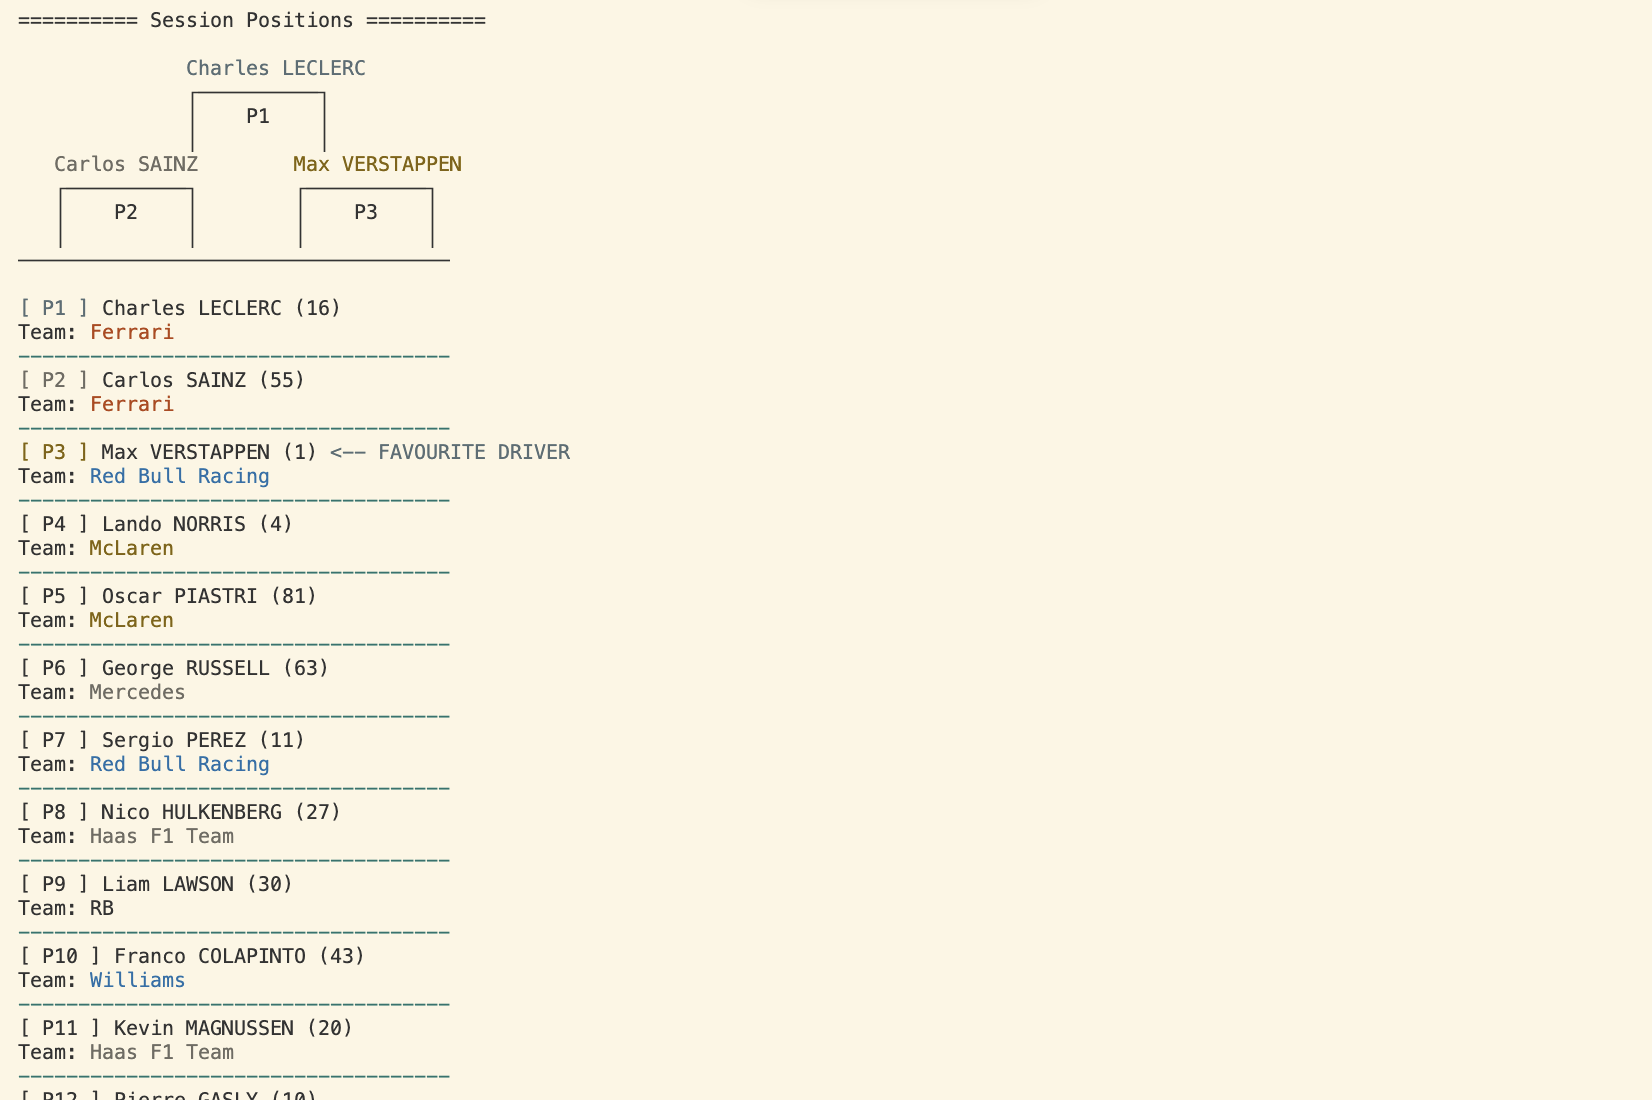 ========== Session Positions ==========
Charles LECLERC
P1
Carlos SAINZ Max VERSTAPPEN
P2 P3
[ P1 ] Charles LECLERC (16)
Team: Ferrari
------------------------------------
[ P2 ] Carlos SAINZ (55)
Team: Ferrari
------------------------------------
[ P3 ] Max VERSTAPPEN (1) <-- FAVOURITE DRIVER
Team: Red Bull Racing
------------------------------------
[ P4 ] Lando NORRIS (4)
Team: McLaren
------------------------------------
[ P5 ] Oscar PIASTRI (81)
Team: McLaren
------------------------------------
[ P6 ] George RUSSELL (63)
Team: Mercedes
------------------------------------
[ P7 ] Sergio PEREZ (11)
Team: Red Bull Racing
------------------------------------
[ P8 ] Nico HULKENBERG (27)
Team: Haas F1 Team
------------------------------------
[ P9 ] Liam LAWSON (30)
Team: RB
------------------------------------
[ P10 ] Franco COLAPINTO (43)
Team: Williams
------------------------------------
[ P11 ] Kevin MAGNUSSEN (20)
Team: Haas F1 Team
------------------------------------
[ P12 ] Pierre GASLY (10)